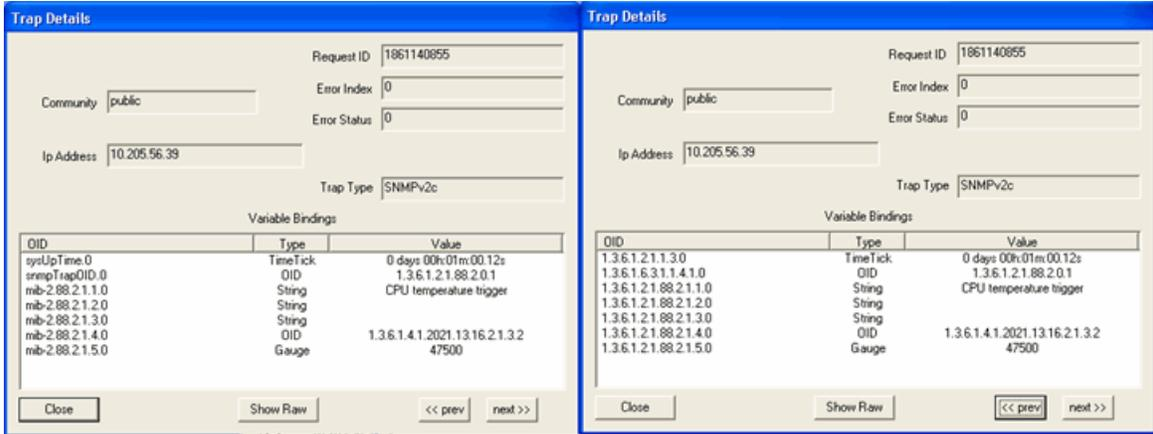 Trap Details
Request ID 1861140855
Error Index 0
Community public
Error Status 0
Ip Address 10.205.56.39
Trap Type SNMPv2c
Variable Bindings
OID Type Value
sysUpTime.0 TimeTick 0 days 00h:01m:00.12s
snmpTrapOID.0 OID 1.3.6.1.2.1.88.2.0.1
mib-2.88.2.1.1.0 String CPU temperature trigger
mib-2.88.2.1.2.0 String
mib-2.88.2.1.3.0 String
mib-2.88.2.1.4.0 OID 1.3.6.1.4.1.2021.13.16.2.1.3.2
mib-2.88.2.1.5.0 Gauge 47500
Close Show Raw << prev next >>
Trap Details
Request ID 1861140855
Error Index 0
Community public
Error Status 0
Ip Address 10.205.56.39
Trap Type SNMPv2c
Variable Bindings
OID Type Value
1.3.6.1.2.1.1.3.0 TimeTick 0 days 00h:01m:00.12s
1.3.6.1.6.3.1.1.4.1.0 OID 1.3.6.1.2.1.88.2.0.1
1.3.6.1.2.1.88.2.1.1.0 String CPU temperature trigger
1.3.6.1.2.1.88.2.1.2.0 String
1.3.6.1.2.1.88.2.1.3.0 String
1.3.6.1.2.1.88.2.1.4.0 OID 1.3.6.1.4.1.2021.13.16.2.1.3.2
1.3.6.1.2.1.88.2.1.5.0 Gauge 47500
Close Show Raw << prev next >>